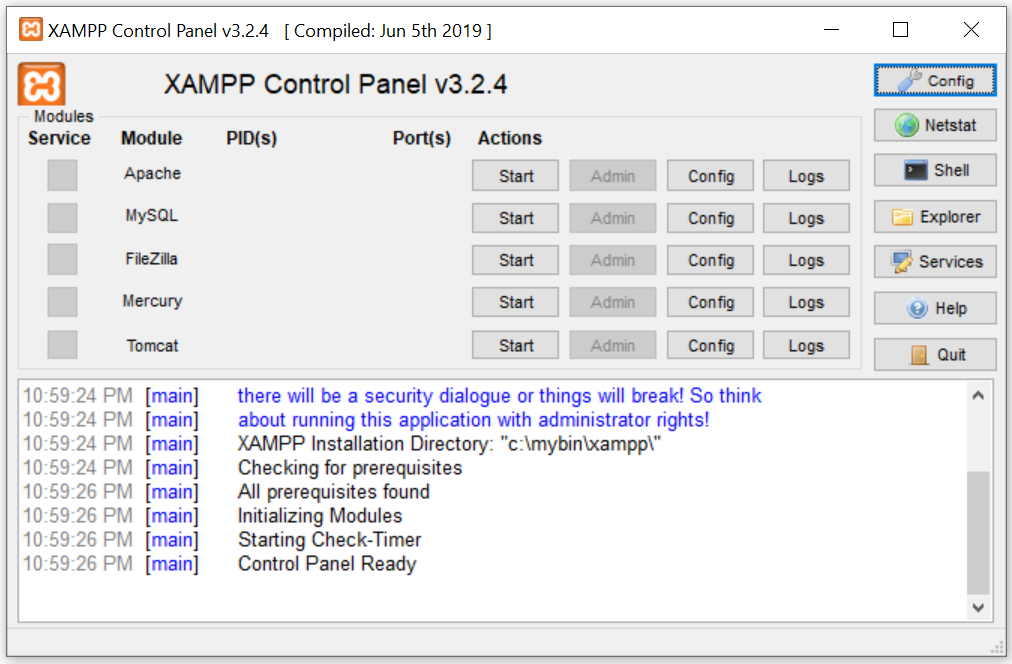 XAMPP Control Panel v3.2.4 [ Compiled: Jun 5th 2019 ]
XAMPP Control Panel v3.2.4
Config
Modules
Service Module PID(s) Port(s) Actions
Netstat
Apache Start Admin Config Logs
Shell
MySQL Start Admin Config Logs
Explorer
FileZilla Start Admin Config Logs
Services
Mercury Start Admin Config Logs
Help
Tomcat Start Admin Config Logs
Quit
10:59:24 PM [main] there will be a security dialogue or things will break! So think
10:59:24 PM [main] about running this application with administrator rights!
10:59:24 PM [main] XAMPP Installation Directory: "c:\mybin\xampp\"
10:59:24 PM [main] Checking for prerequisites
10:59:26 PM [main] All prerequisites found
10:59:26 PM [main] Initializing Modules
10:59:26 PM [main] Starting Check-Timer
10:59:26 PM [main] Control Panel Ready